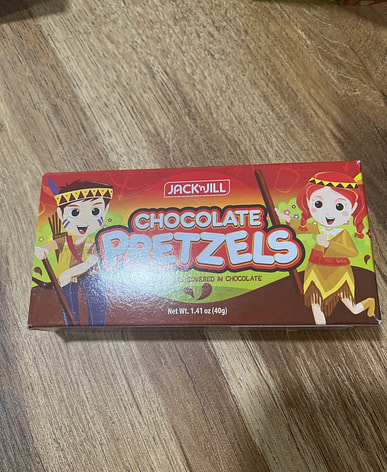 JACK 'n JILL
CHOCOLATE
PRETZELS
COVERED IN CHOCOLATE
Net Wt. 1.41 oz (40g)